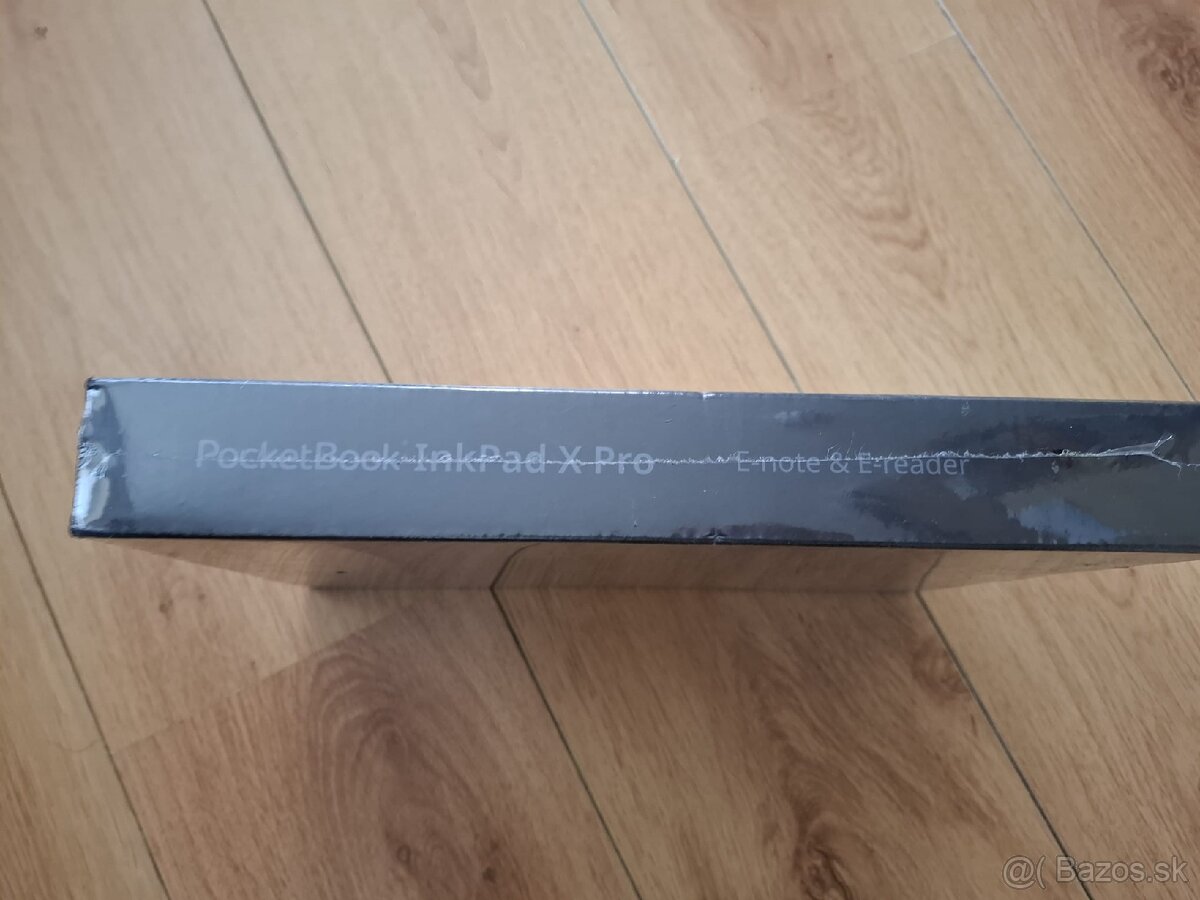 PocketBook InkPad X Pro E-note & E-reader
@( Bazos.sk